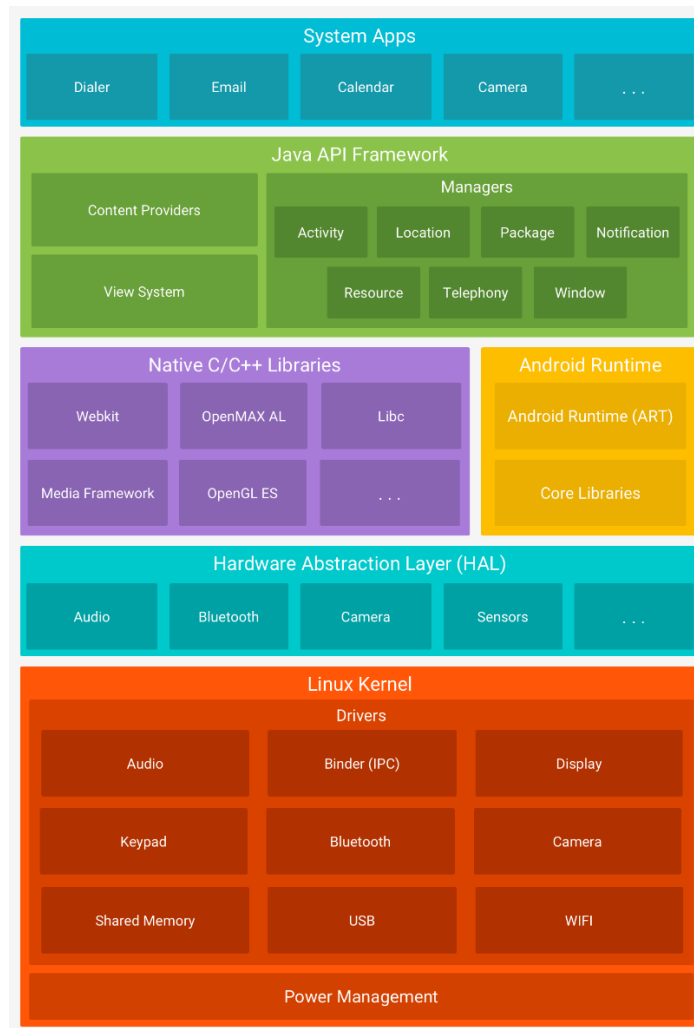 System Apps
Dialer Email Calendar Camera . . .
Java API Framework
Content Providers
View System
Managers
Activity Location Package Notification
Resource Telephony Window
Native C/C++ Libraries
Webkit OpenMAX AL Libc
Media Framework OpenGL ES . . .
Android Runtime
Android Runtime (ART)
Core Libraries
Hardware Abstraction Layer (HAL)
Audio Bluetooth Camera Sensors . . .
Linux Kernel
Drivers
Audio Binder (IPC) Display
Keypad Bluetooth Camera
Shared Memory USB WIFI
Power Management